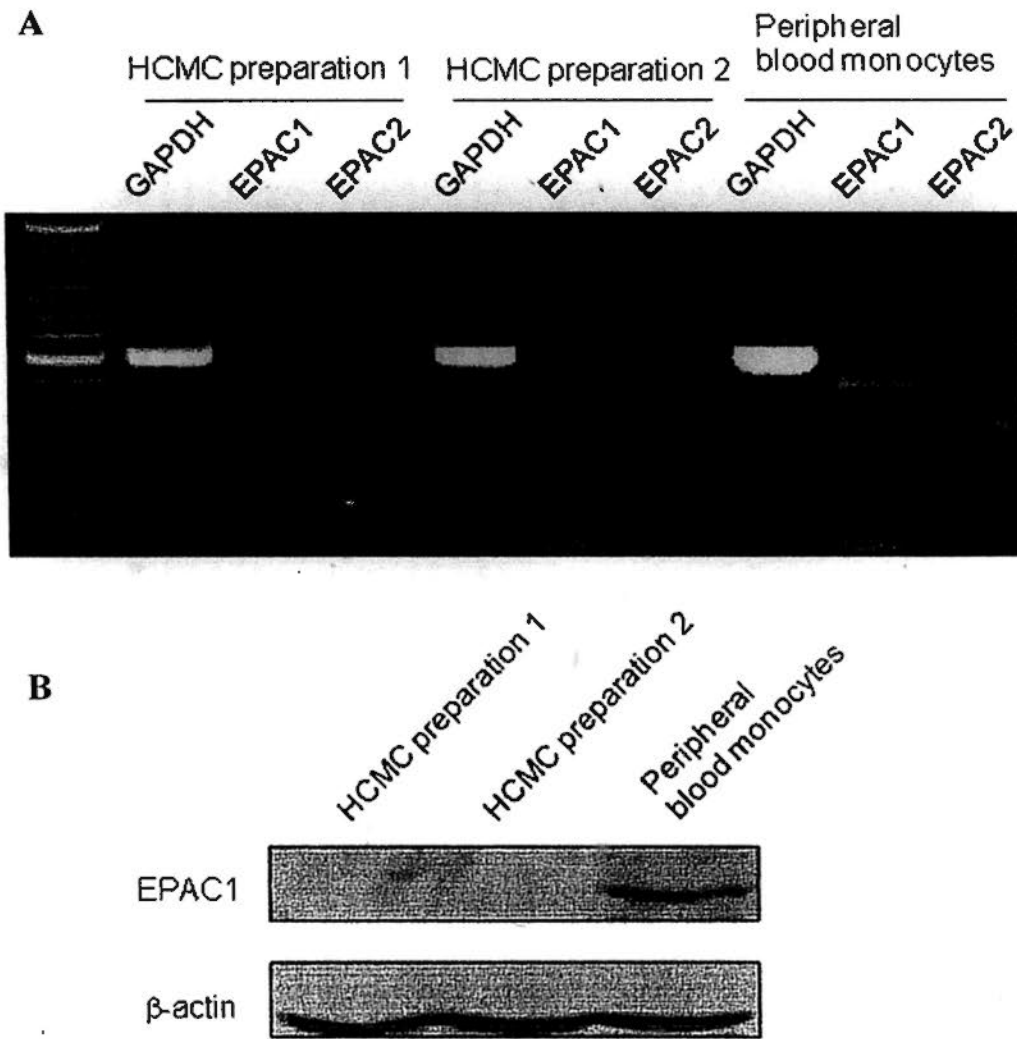 A
HCMC preparation 1
HCMC preparation 2
Peripheral
blood monocytes
GAPDH
EPAC1
EPAC2
GAPDH
EPAC1
EPAC2
GAPDH
EPAC1
EPAC2
B
HCMC preparation 1
HCMC preparation 2
Peripheral
blood monocytes
EPAC1
β-actin